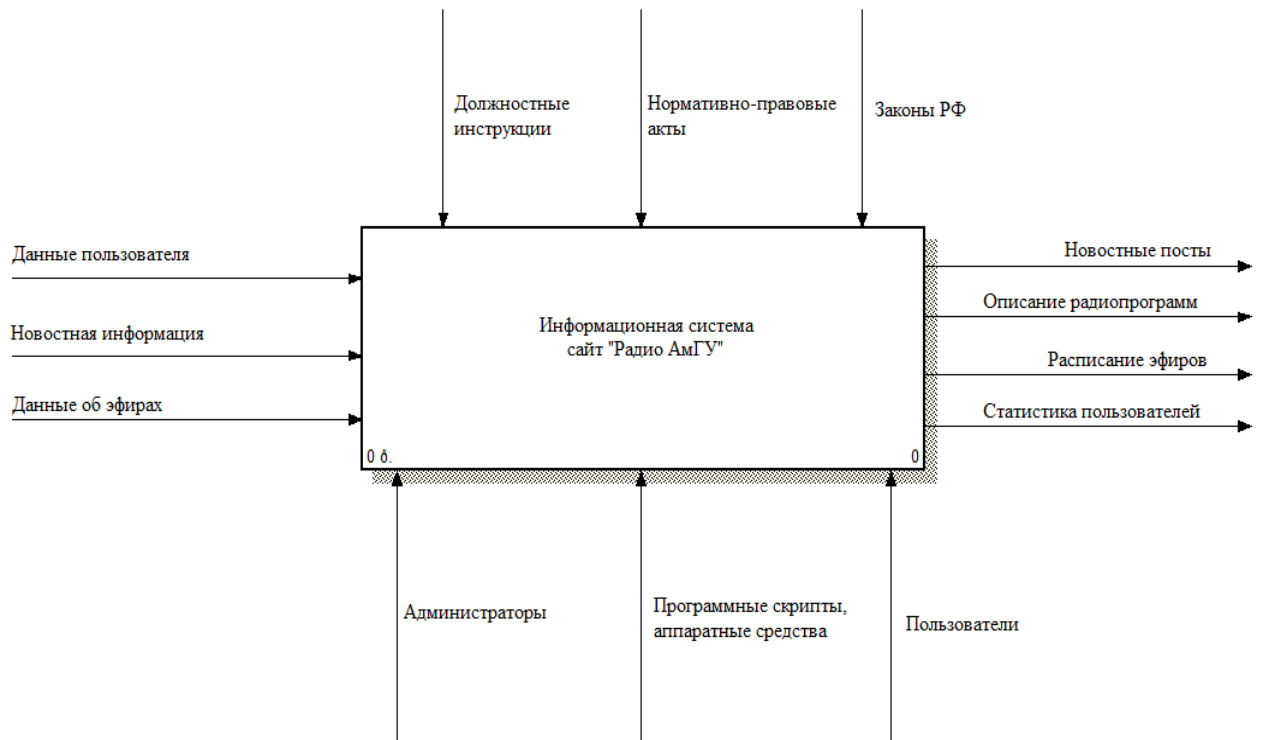 Должностные
инструкции
Нормативно-правовые
акты
Законы РФ
Данные пользователя
Новостная информация
Данные об эфирах
Информационная система
сайт "Радио АмГУ"
0 ð.
0
Новостные посты
Описание радиопрограмм
Расписание эфиров
Статистика пользователей
Администраторы
Программные скрипты,
аппаратные средства
Пользователи